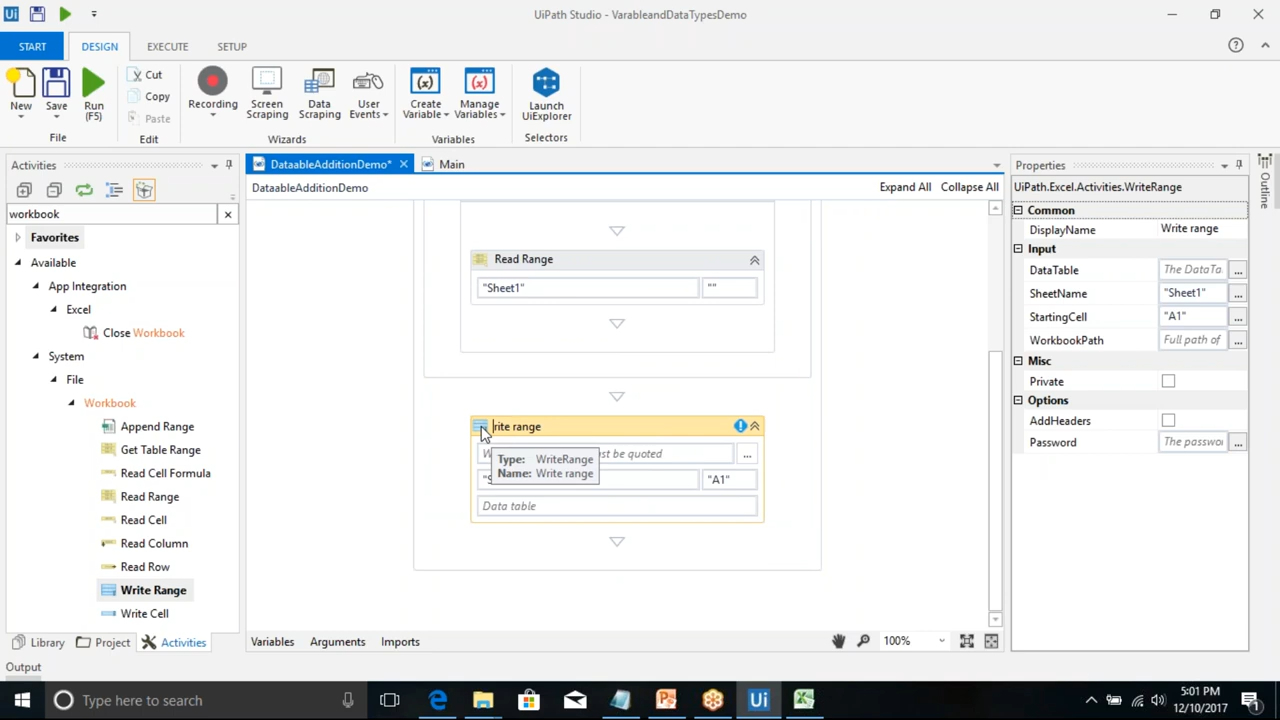 Ui
UiPath Studio - VarableandDataTypesDemo
START
DESIGN
EXECUTE
SETUP
New
Save
Run
(F5)
Cut
Copy
Paste
Recording
Screen
Scraping
Data
Scraping
User
Events
(x)
Create
Variable
(x)
Manage
Variables
Launch
UiExplorer
File
Edit
Wizards
Variables
Selectors
Activities
DataableAdditionDemo*
Main
Properties
Outline
DataableAdditionDemo
Expand All
Collapse All
UiPath.Excel.Activities.WriteRange
workbook
Favorites
Available
App Integration
Excel
Close Workbook
System
File
Workbook
Append Range
Get Table Range
Read Cell Formula
Read Range
Read Cell
Read Column
Read Row
Write Range
Write Cell
Read Range
"Sheet1"
""
rite range
W
st be quoted
...
Type: WriteRange
Name: Write range
"S
"A1"
Data table
Common
DisplayName
Write range
Input
DataTable
The DataTa
...
SheetName
"Sheet1"
...
StartingCell
"A1"
...
WorkbookPath
Full path of
...
Misc
Private
Options
AddHeaders
Password
The passwor
...
Library
Project
Activities
Variables
Arguments
Imports
100%
Output
Type here to search
Ui
5:01 PM
12/10/2017
1